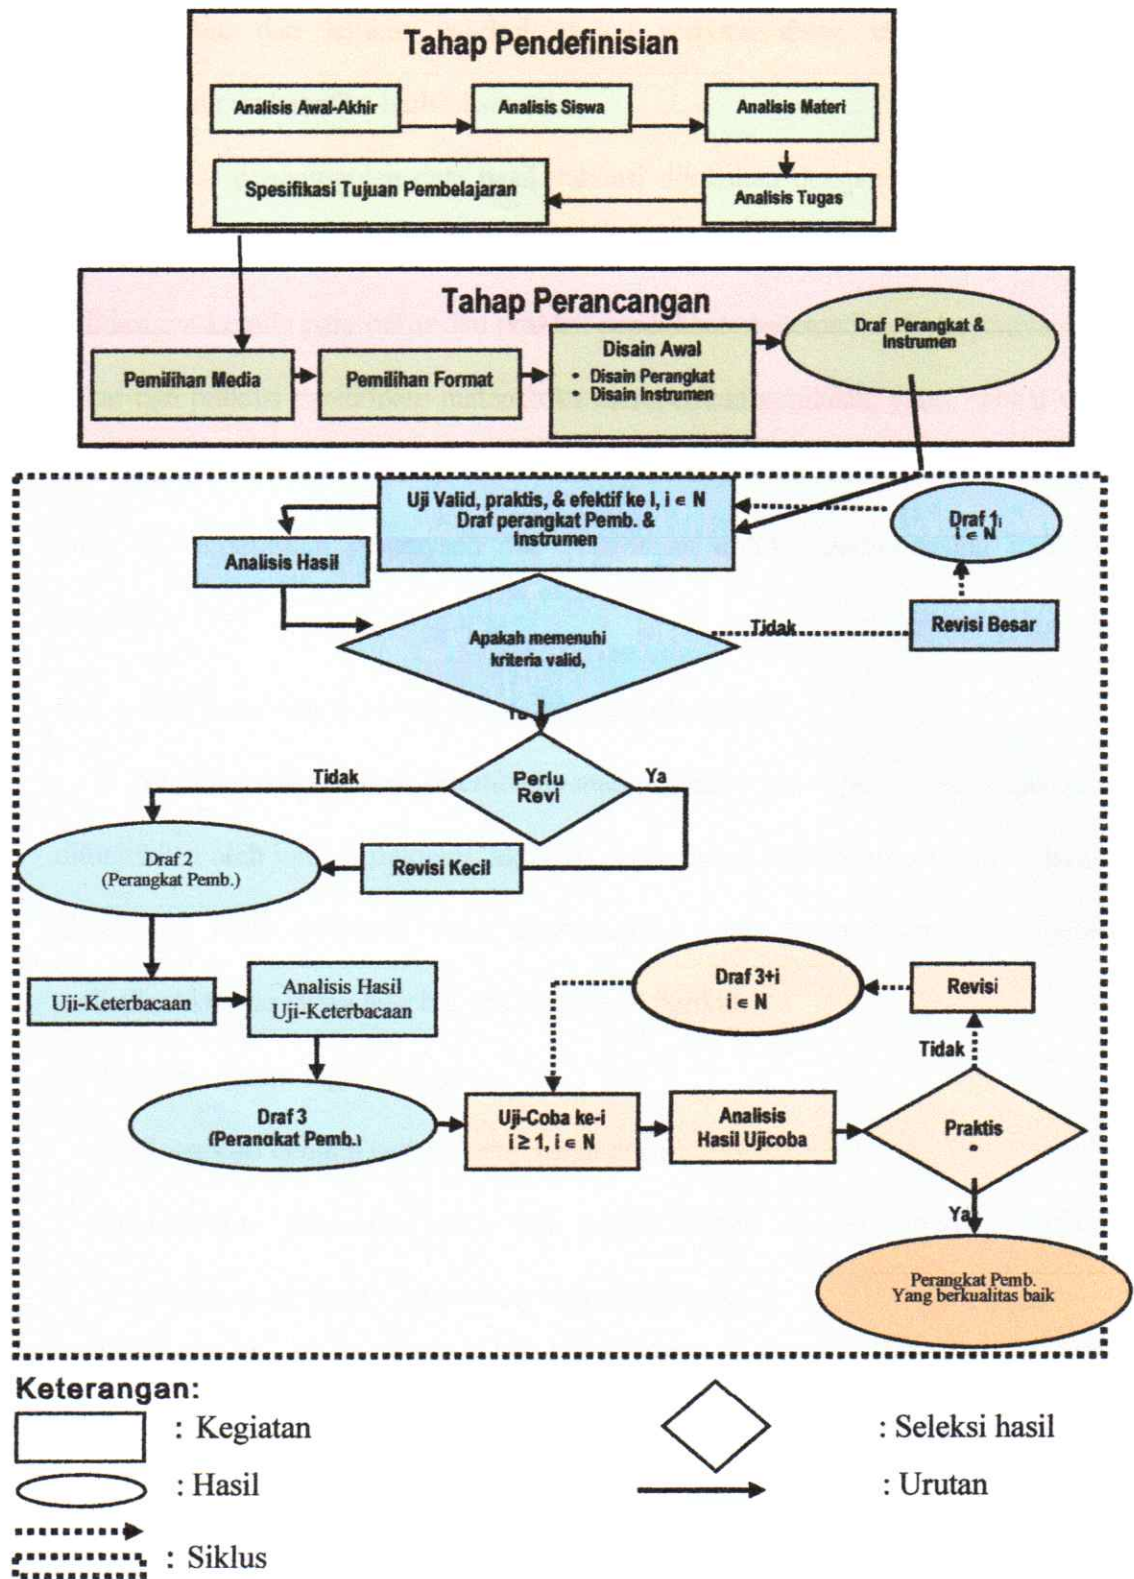 Tahap Pendefinisian
Analisis Awal-Akhir
Analisis Siswa
Analisis Materi
Spesifikasi Tujuan Pembelajaran
Analisis Tugas
Tahap Perancangan
Pemilihan Media
Pemilihan Format
Disain Awal
• Disain Perangkat
• Disain Instrumen
Draf Perangkat &
Instrumen
Uji Valid, praktis, & efektif ke I, i ∈ N
Draf perangkat Pemb. &
Instrumen
Draf 1i
i ∈ N
Analisis Hasil
Apakah memenuhi
kriteria valid,
Tidak
Revisi Besar
Ya
Perlu
Revi
Tidak
Ya
Draf 2
(Perangkat Pemb.)
Revisi Kecil
Uji-Keterbacaan
Analisis Hasil
Uji-Keterbacaan
Draf 3+i
i ∈ N
Revisi
Tidak
Draf 3
(Perangkat Pemb.)
Uji-Coba ke-i
i ≥ 1, i ∈ N
Analisis
Hasil Ujicoba
Praktis
•
Ya
Perangkat Pemb.
Yang berkualitas baik
Keterangan:
: Kegiatan
: Seleksi hasil
: Hasil
: Urutan
: Siklus